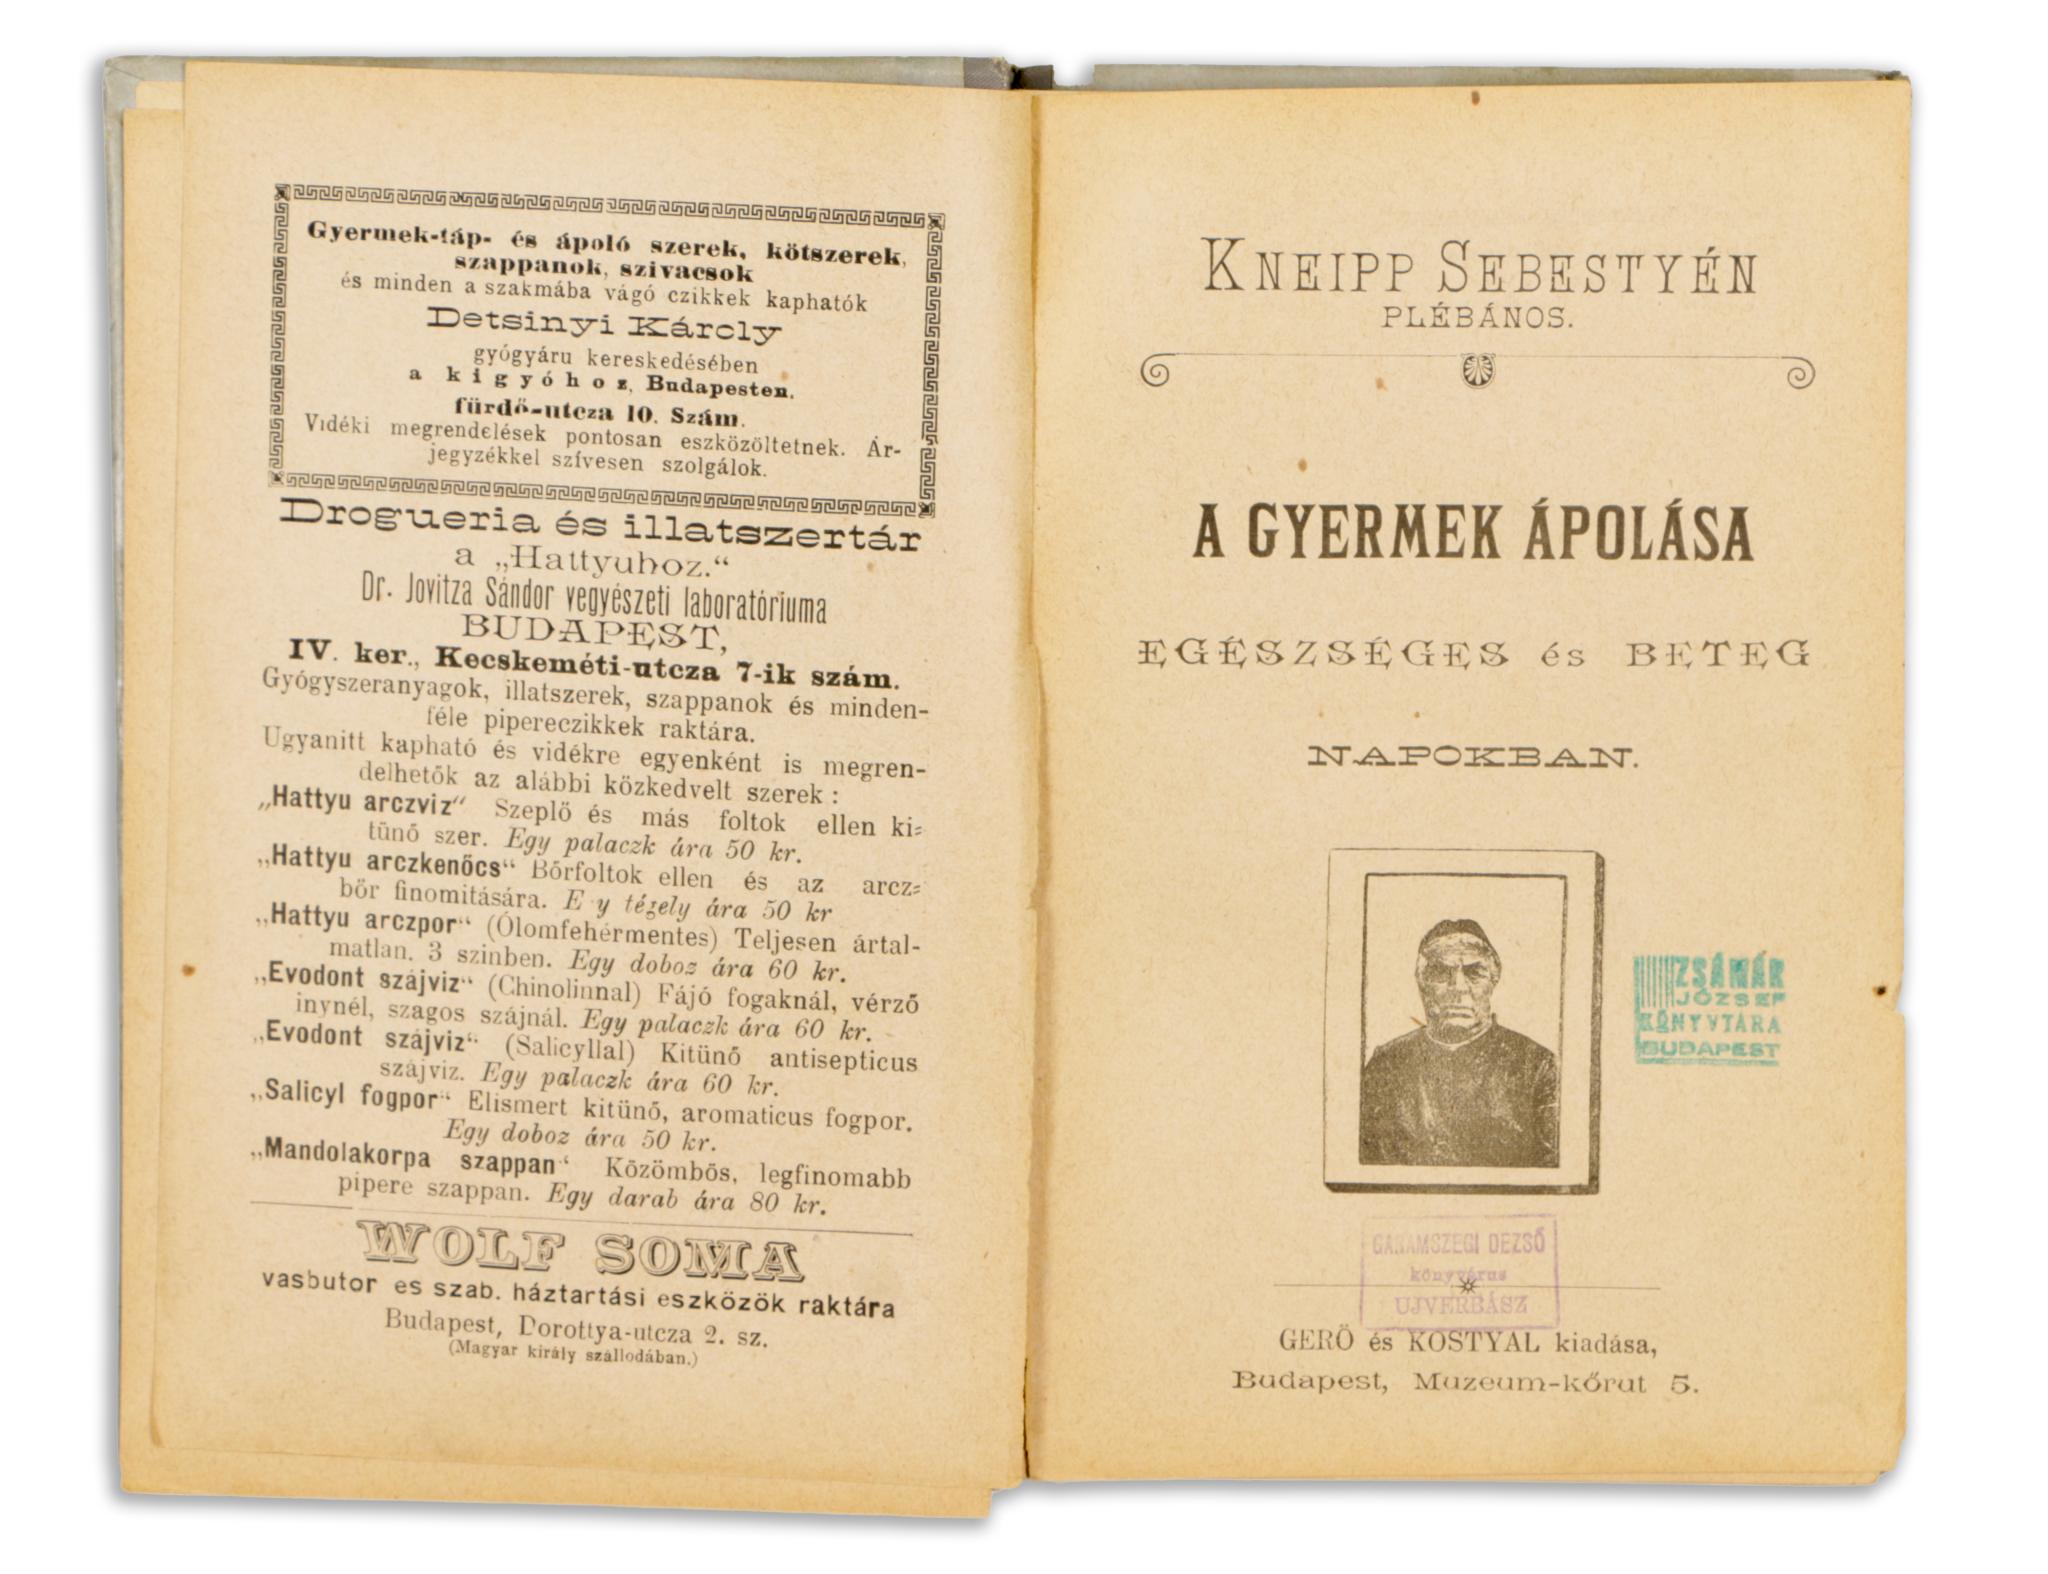 Gyermek-táp- és ápoló szerek, kötszerek,
szappanok, szivacsok
és minden a szakmába vágó czikkek kaphatók
Detsinyi Károly
gyógyáru kereskedésében
a kigyóhoz, Budapesten,
fürdő-utcza 10. Szám.
Vidéki megrendelések pontosan eszközöltetnek. Ár-
jegyzékkel szívesen szolgálok.
Drogueria és illatszertár
a „Hattyuhoz.“
Dr. Jovitza Sándor vegyészeti laboratóriuma
BUDAPEST,
IV. ker., Kecskeméti-utcza 7-ik szám.
Gyógyszeranyagok, illatszerek, szappanok és minden-
féle pipereczikkek raktára.
Ugyanitt kapható és vidékre egyenként is megren-
delhetők az alábbi közkedvelt szerek:
„Hattyu arczviz“ Szeplő és más foltok ellen ki-
tünő szer. Egy palaczk ára 50 kr.
„Hattyu arczkenőcs“ Bőrfoltok ellen és az arcz-
bőr finomitására. E y tégely ára 50 kr
„Hattyu arczpor“ (Ólomfehérmentes) Teljesen ártal-
matlan. 3 szinben. Egy doboz ára 60 kr.
„Evodont szájviz“ (Chinolinnal) Fájó fogaknál, vérző
inynél, szagos szájnál. Egy palaczk ára 60 kr.
„Evodont szájviz“ (Salicyllal) Kitünő antisepticus
szájviz. Egy palaczk ára 60 kr.
„Salicyl fogpor“ Elismert kitünő, aromaticus fogpor.
Egy doboz ára 50 kr.
„Mandolakorpa szappan“ Közömbös, legfinomabb
pipere szappan. Egy darab ára 80 kr.
WOLF SOMA
vasbutor es szab. háztartási eszközök raktára
Budapest, Dorottya-utcza 2. sz.
(Magyar király szállodában.)
KNEIPP SEBESTYÉN
PLÉBÁNOS.
A GYERMEK ÁPOLÁSA
EGÉSZSÉGES és BETEG
NAPOKBAN.
ZSÁMÁR
JÓZSEF
KÖNYVTÁRA
BUDAPEST
GARAMSZEGI DEZSŐ
könyvárus
UJVERBÁSZ
GERŐ és KOSTYAL kiadása,
Budapest, Muzeum-kőrut 5.